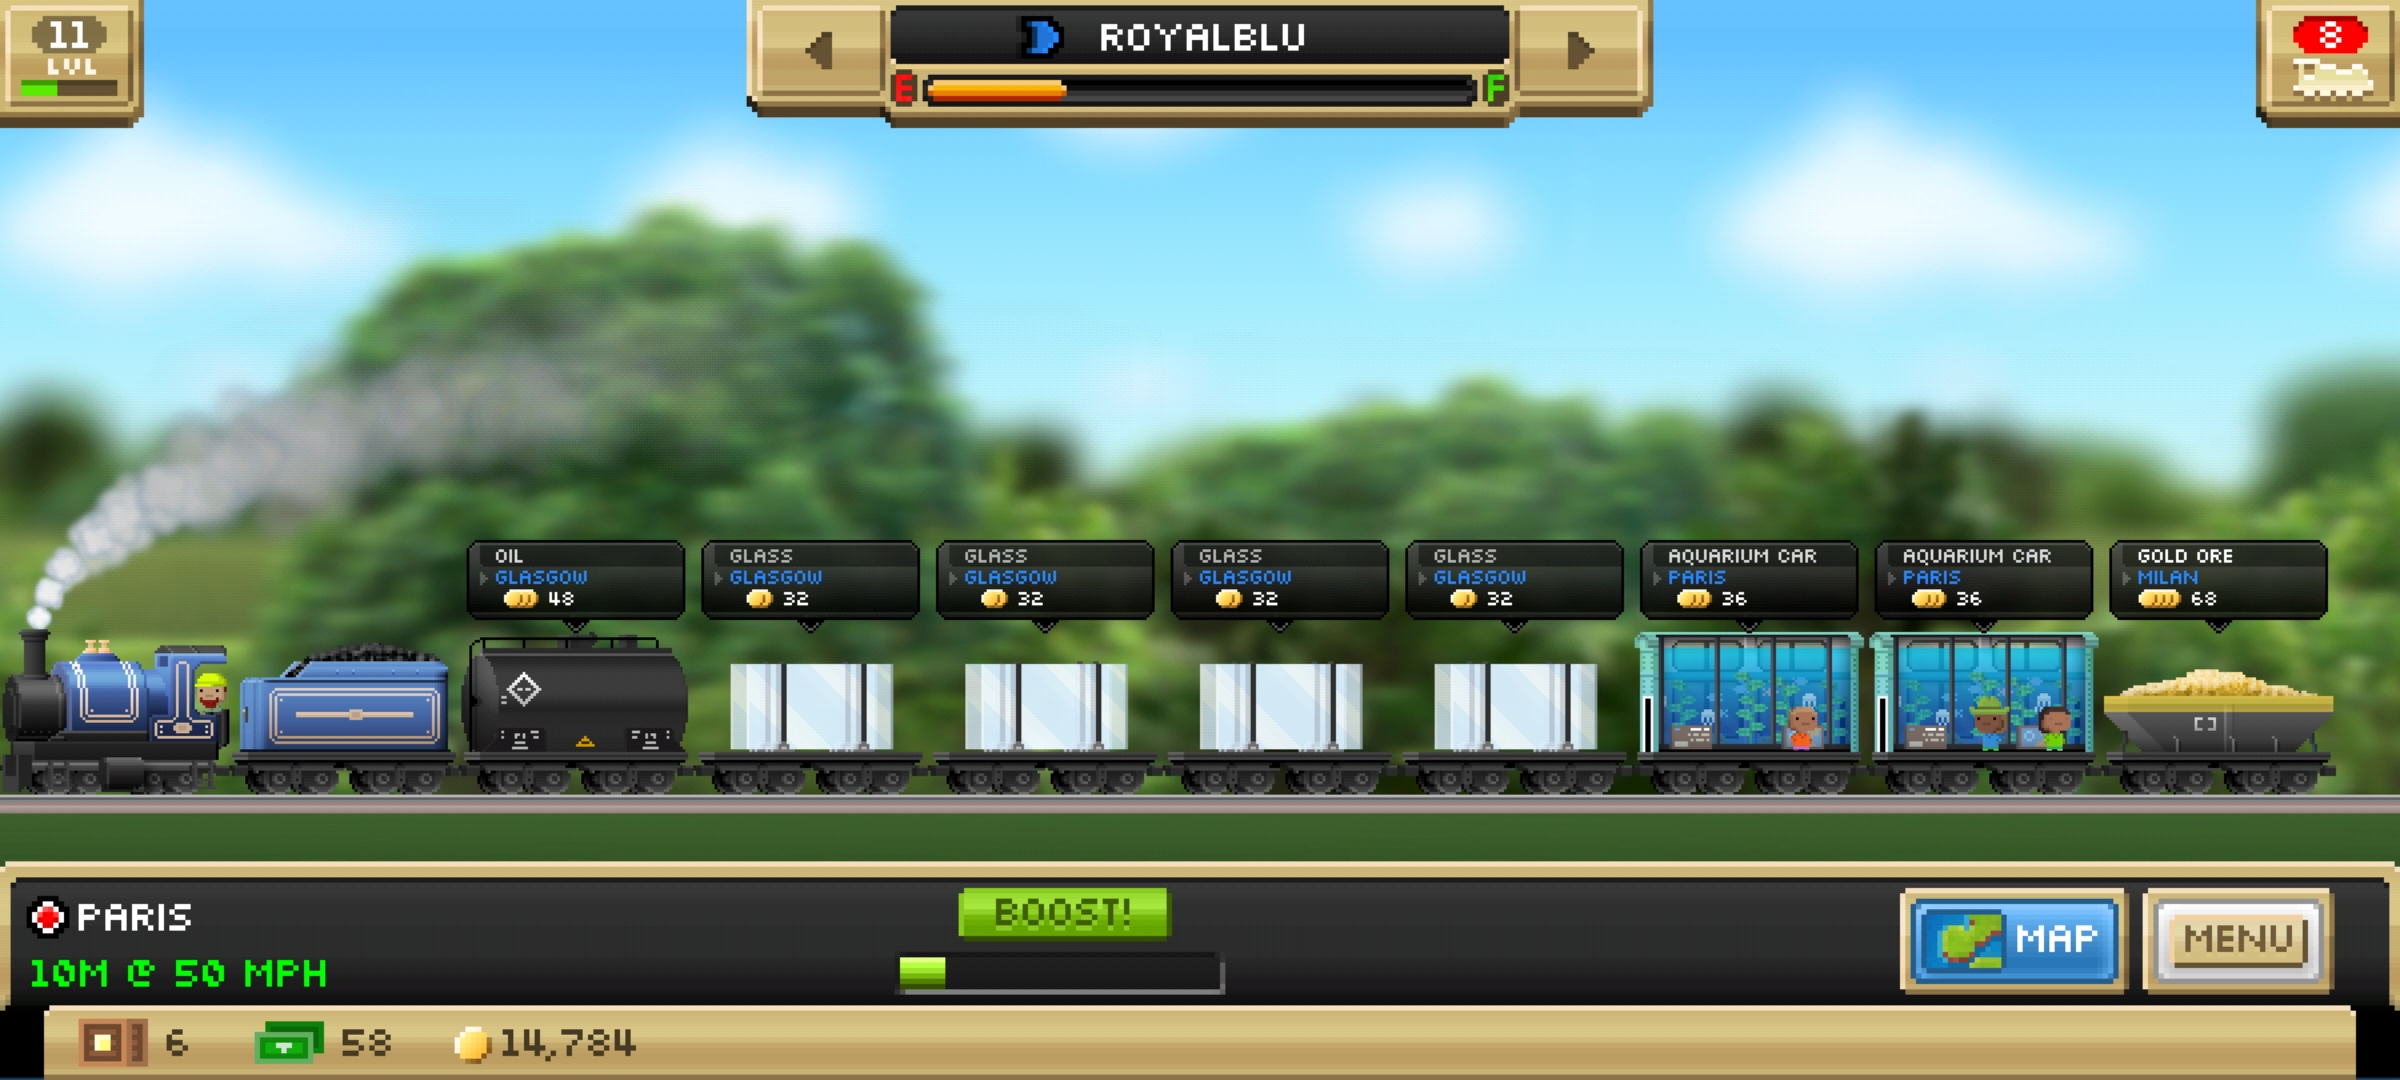 11
LVL
ROYALBLU
E
F
8
OIL
GLASGOW
48
GLASS
GLASGOW
32
GLASS
GLASGOW
32
GLASS
GLASGOW
32
GLASS
GLASGOW
32
AQUARIUM CAR
PARIS
36
AQUARIUM CAR
PARIS
36
GOLD ORE
MILAN
68
PARIS
10M @ 50 MPH
BOOST!
MAP
MENU
6
58
14,784